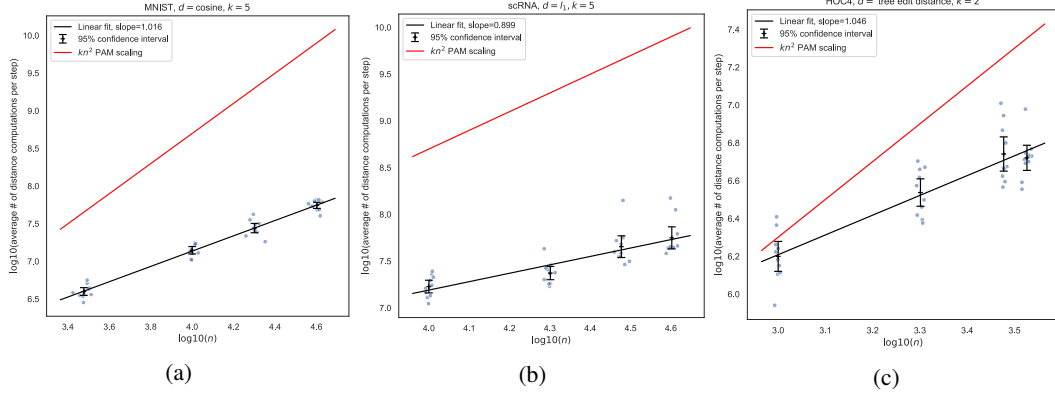 MNIST, d = cosine, k = 5
Linear fit, slope=1.016
95% confidence interval
kn² PAM scaling
log10(average # of distance computations per step)
10.0
9.5
9.0
8.5
8.0
7.5
7.0
6.5
3.4 3.6 3.8 4.0 4.2 4.4 4.6
log10(n)
(a)
scRNA, d = l₁, k = 5
Linear fit, slope=0.899
95% confidence interval
kn² PAM scaling
log10(average # of distance computations per step)
10.0
9.5
9.0
8.5
8.0
7.5
7.0
4.0 4.1 4.2 4.3 4.4 4.5 4.6
log10(n)
(b)
HOC4, d = tree edit distance, k = 2
Linear fit, slope=1.046
95% confidence interval
kn² PAM scaling
log10(average # of distance computations per step)
7.4
7.2
7.0
6.8
6.6
6.4
6.2
6.0
3.0 3.1 3.2 3.3 3.4 3.5
log10(n)
(c)